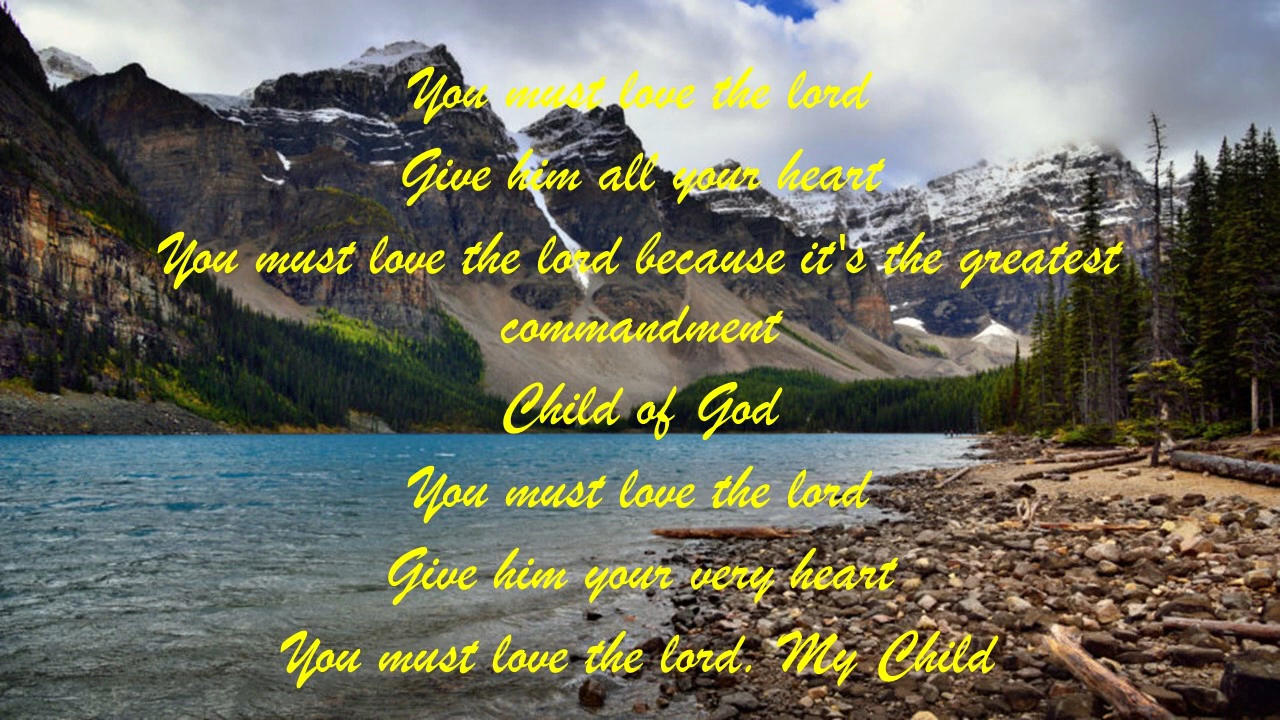 You must love the lord
Give him all your heart
You must love the lord because it's the greatest
commandment
Child of God
You must love the lord
Give him your very heart
You must love the lord. My Child